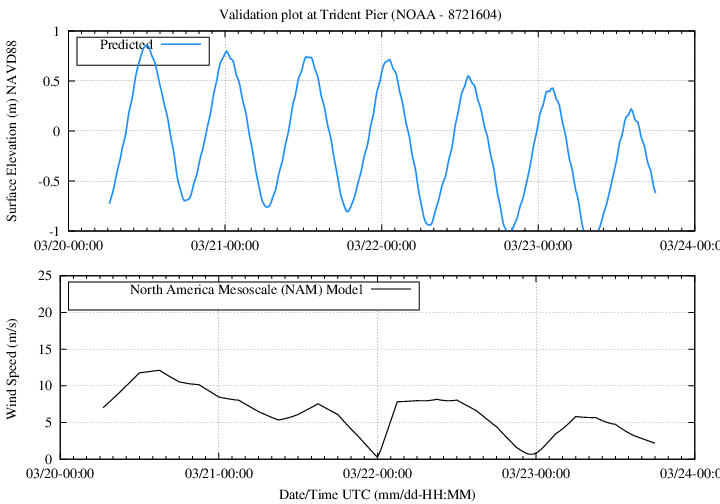 Validation plot at Trident Pier (NOAA - 8721604)
Predicted
Surface Elevation (m) NAVD88
1
0.5
0
-0.5
-1
03/20-00:00 03/21-00:00 03/22-00:00 03/23-00:00 03/24-00:00
North America Mesoscale (NAM) Model
Wind Speed (m/s)
25
20
15
10
5
0
03/20-00:00 03/21-00:00 03/22-00:00 03/23-00:00 03/24-00:00
Date/Time UTC (mm/dd-HH:MM)